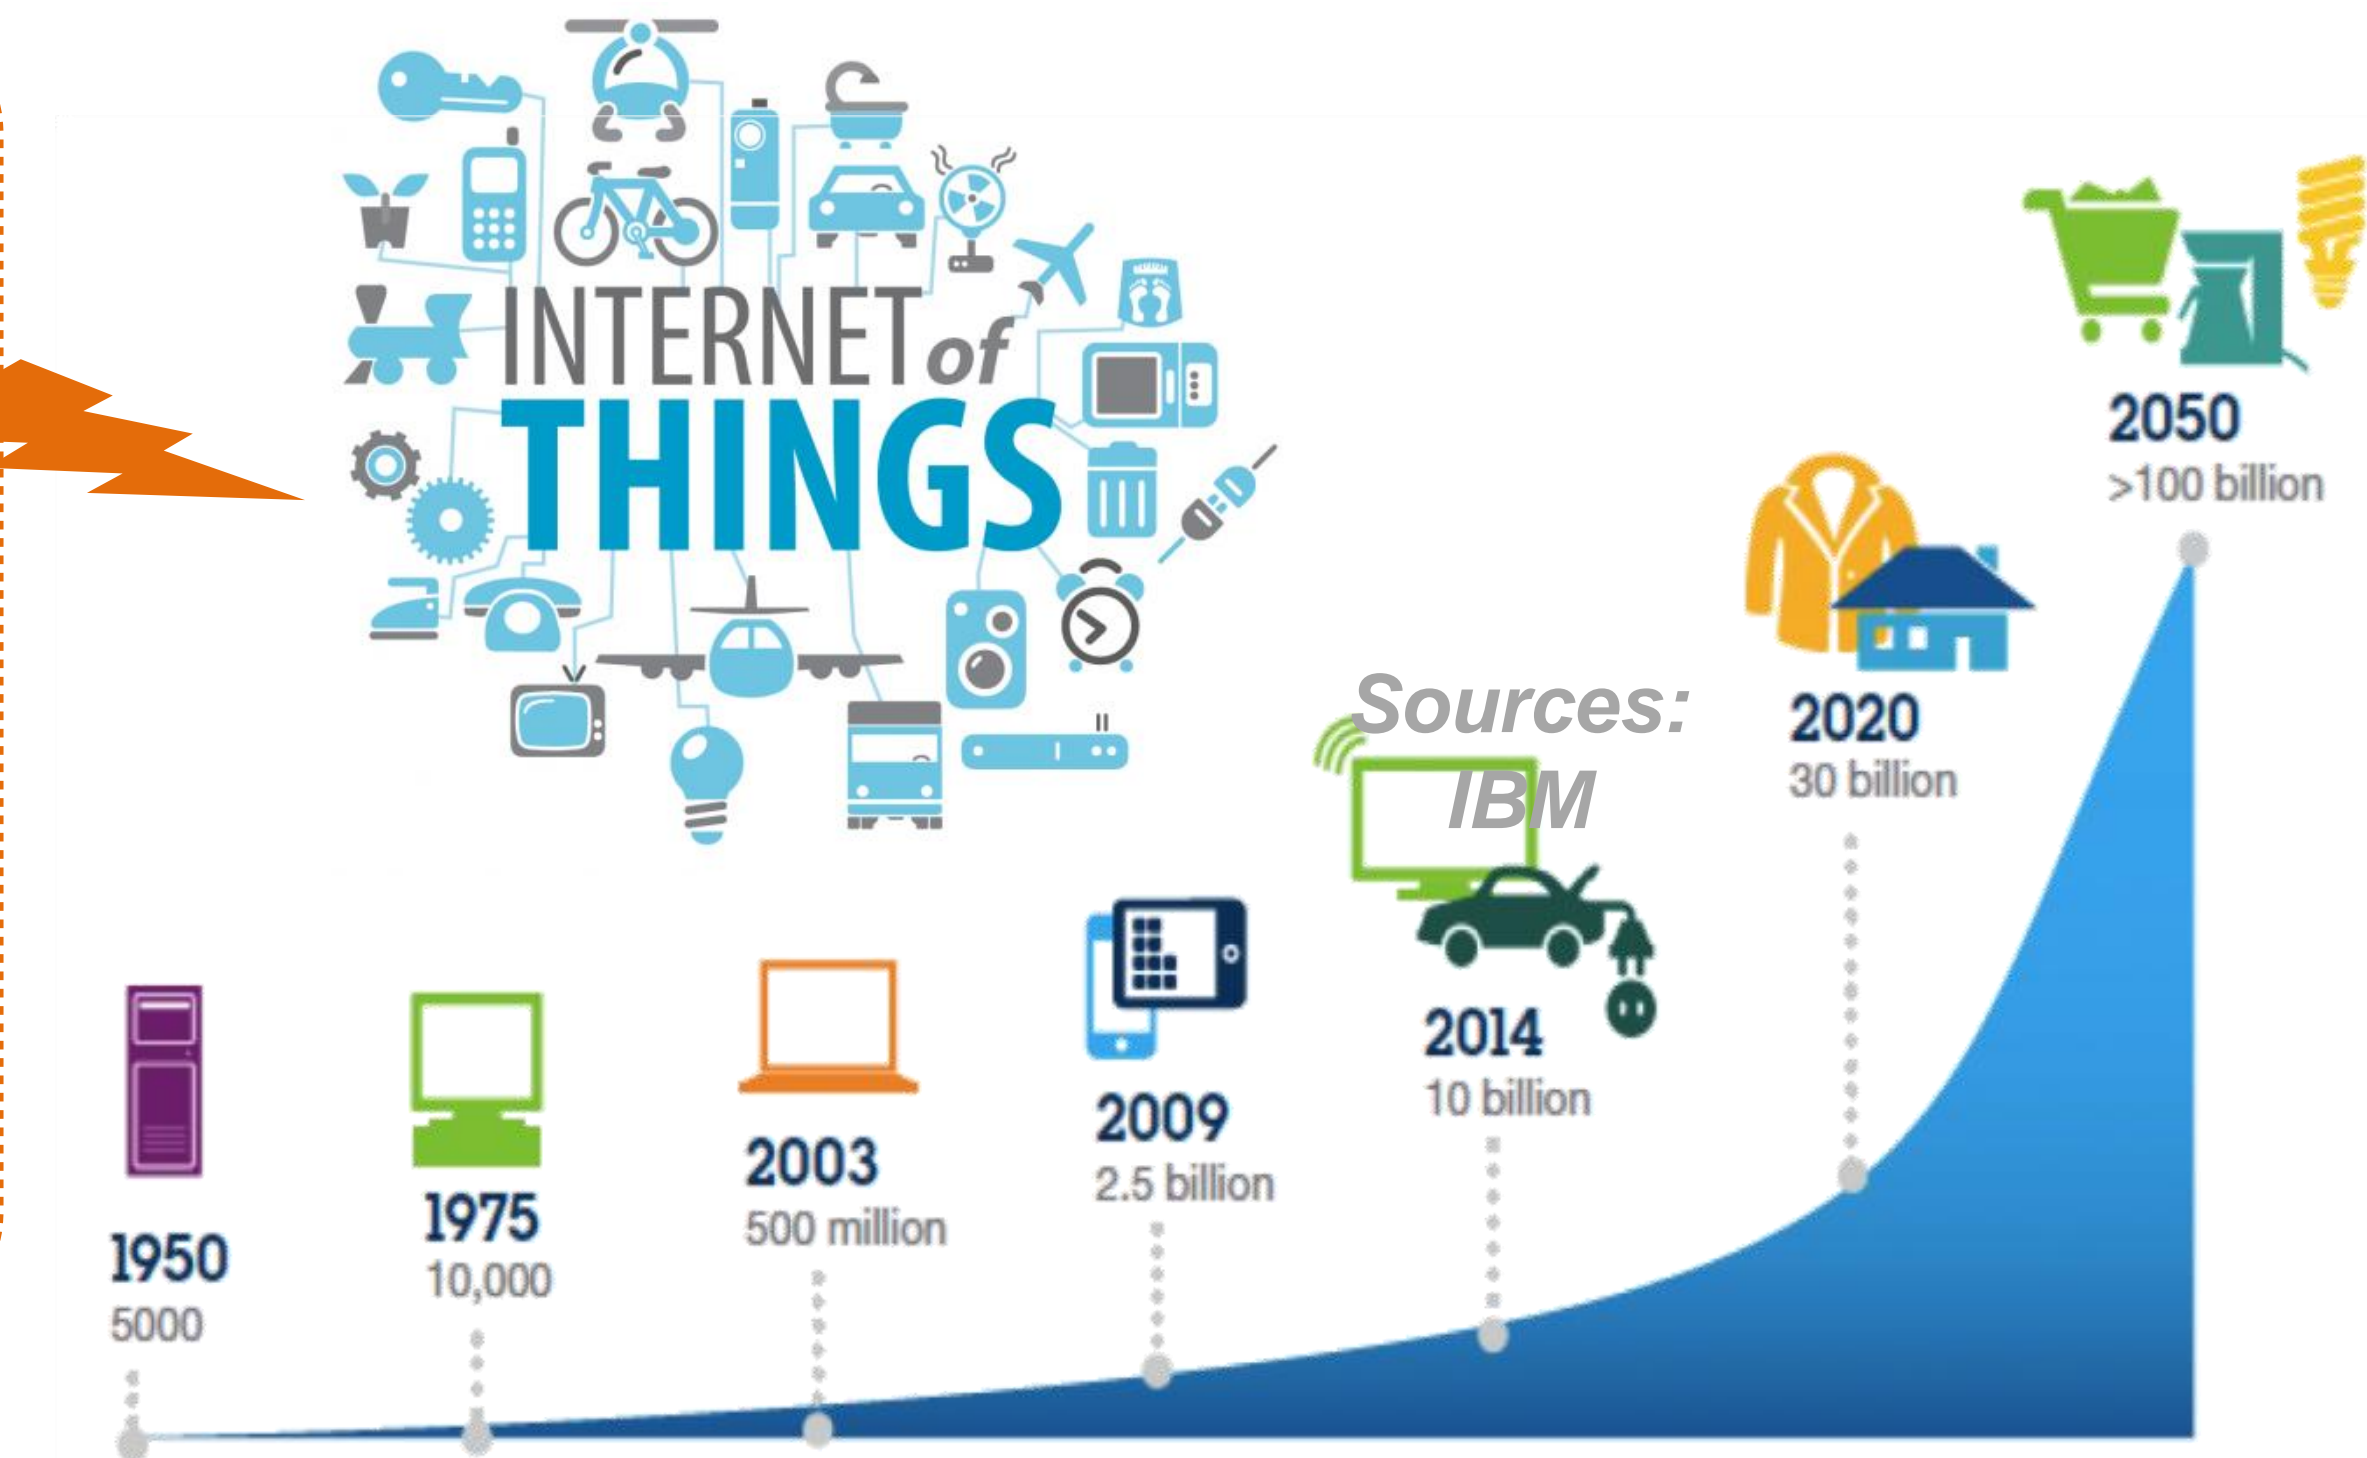 INTERNET of
THINGS
Sources:
IBM
1950
5000
1975
10,000
2003
500 million
2009
2.5 billion
2014
10 billion
2020
30 billion
2050
>100 billion